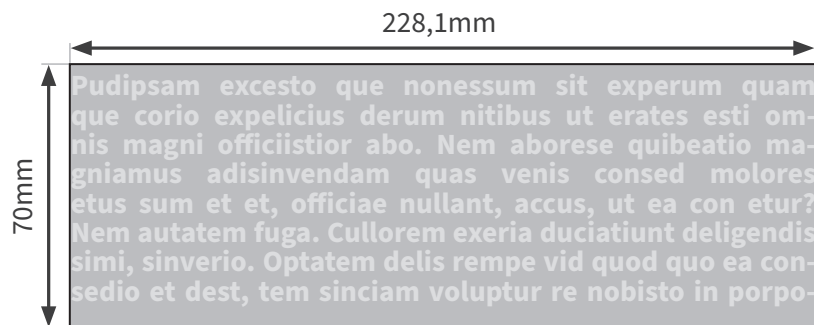 228,1mm
70mm
Pudipsam excesto que nonessum sit experum quam
que corio expelicius derum nitibus ut erates esti om-
nis magni officiistior abo. Nem aborese quibeatio ma-
gniamus adisinvendam quas venis consed molores
etus sum et et, officiae nullant, accus, ut ea con etur?
Nem autatem fuga. Cullorem exeria duciatiunt deligendis
simi, sinverio. Optatem delis rempe vid quod quo ea con-
sedio et dest, tem sinciam voluptur re nobisto in porpo-